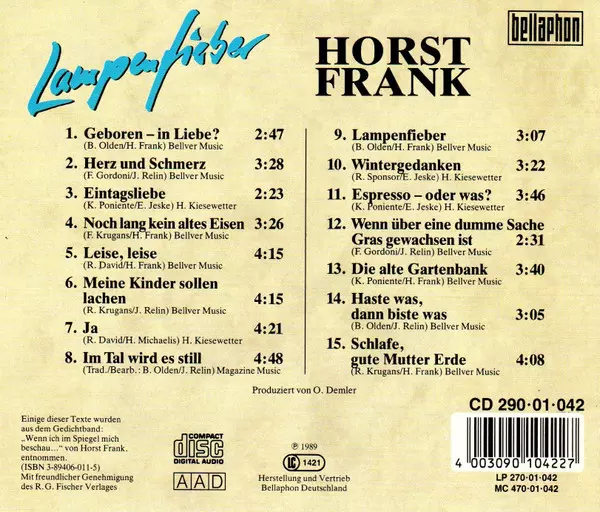 Lampenfieber
HORST
FRANK
bellaphon
1. Geboren – in Liebe? 2:47
(B. Olden/H. Frank) Bellver Music
2. Herz und Schmerz 3:28
(F. Gordoni/J. Relin) Bellver Music
3. Eintagsliebe 2:23
(K. Poniente/E. Jeske) H. Kiesewetter
4. Noch lang kein altes Eisen 3:26
(F. Krugans/H. Frank) Bellver Music
5. Leise, leise 4:15
(R. David/H. Frank) Bellver Music
6. Meine Kinder sollen
lachen 4:15
(R. Krugans/J. Relin) Bellver Music
7. Ja 4:21
(R. David/H. Michaelis) H. Kiesewetter
8. Im Tal wird es still 4:48
(Trad./Bearb.: B. Olden/J. Relin) Magazine Music
9. Lampenfieber 3:07
(B. Olden/H. Frank) Bellver Music
10. Wintergedanken 3:22
(R. Sponsor/E. Jeske) H. Kiesewetter
11. Espresso – oder was? 3:46
(K. Poniente/E. Jeske) H. Kiesewetter
12. Wenn über eine dumme Sache
Gras gewachsen ist 2:31
(F. Gordoni/J. Relin) Bellver Music
13. Die alte Gartenbank 3:40
(K. Poniente/H. Frank) Bellver Music
14. Haste was,
dann biste was 3:05
(B. Olden/J. Relin) Bellver Music
15. Schlafe,
gute Mutter Erde 4:08
(R. Krugans/H. Frank) Bellver Music
Produziert von O. Demler
Einige dieser Texte wurden
aus dem Gedichtband:
„Wenn ich im Spiegel mich
beschau...“ von Horst Frank.
entnommen.
(ISBN 3-89406-011-5)
Mit freundlicher Genehmigung
des R. G. Fischer Verlages
COMPACT
disc
DIGITAL AUDIO
AAD
℗ 1989
LC 1421
Herstellung und Vertrieb
Bellaphon Deutschland
CD 290·01·042
4 003090 104227
LP 270·01·042
MC 470·01·042